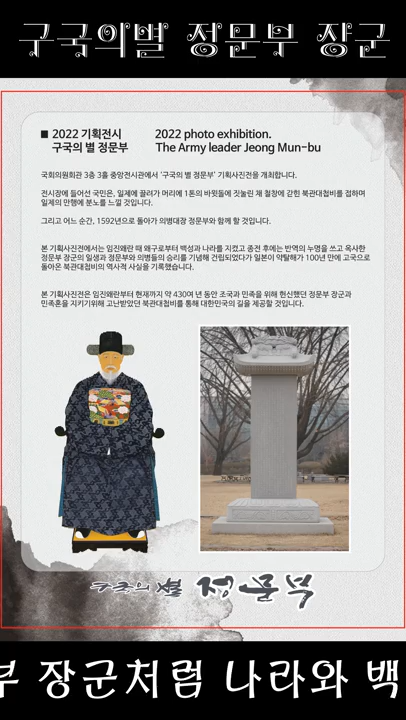 구국의별 정문부 장군
■ 2022 기획전시
구국의 별 정문부
2022 photo exhibition.
The Army leader Jeong Mun-bu
국회의원회관 3층 3홀 중앙전시관에서 '구국의 별 정문부' 기획사진전을 개최합니다.
전시장에 들어선 국민은, 일제에 끌려가 머리에 1톤의 바윗돌에 짓눌린 채 철창에 갇힌 북관대첩비를 접하며
일제의 만행에 분노를 느낄 것입니다.
그리고 어느 순간, 1592년으로 돌아가 의병대장 정문부와 함께 할 것입니다.
본 기획사진전에서는 임진왜란 때 왜구로부터 백성과 나라를 지켰고 종전 후에는 반역의 누명을 쓰고 옥사한
정문부 장군의 일생과 정문부와 의병들의 승리를 기념해 건립되었다가 일본이 약탈해가 100년 만에 고국으로
돌아온 북관대첩비의 역사적 사실을 기록했습니다.
본 기획사진전은 임진왜란부터 현재까지 약 430여 년 동안 조국과 민족을 위해 헌신했던 정문부 장군과
민족혼을 지키기위해 고난받았던 북관대첩비를 통해 대한민국의 길을 제공할 것입니다.
구국의 별 정문부
부 장군처럼 나라와 백